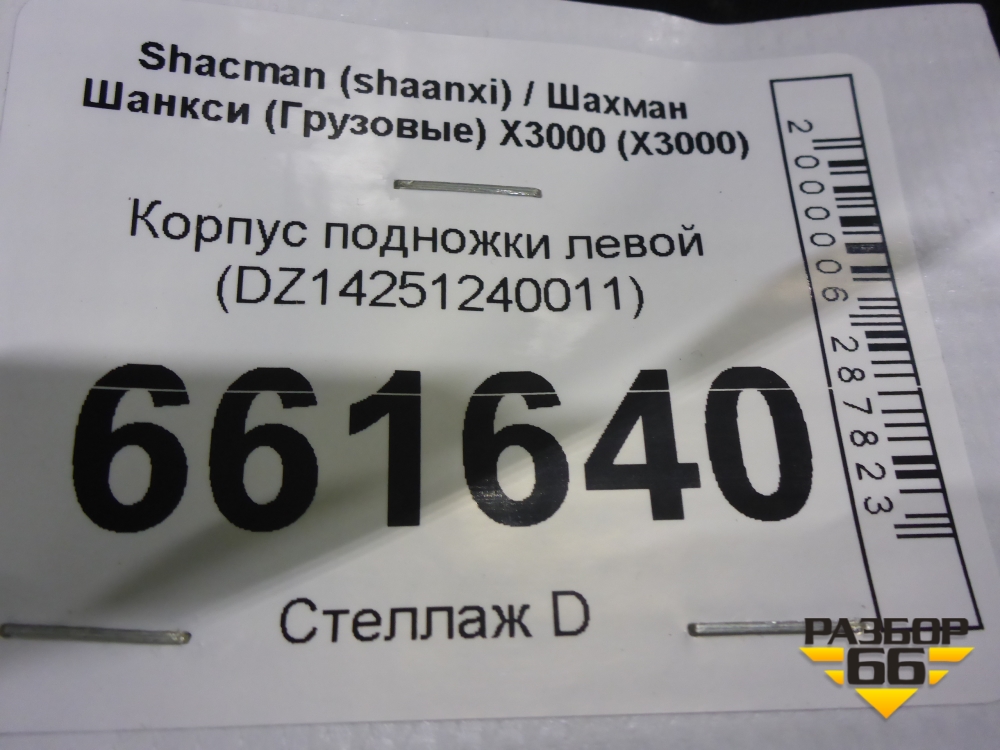 Shacman (shaanxi) / Шахман
Шанкси (Грузовые) X3000 (X3000)
Корпус подножки левой
(DZ14251240011)
661640
Стеллаж D
2000006287823
РАЗБОР
66